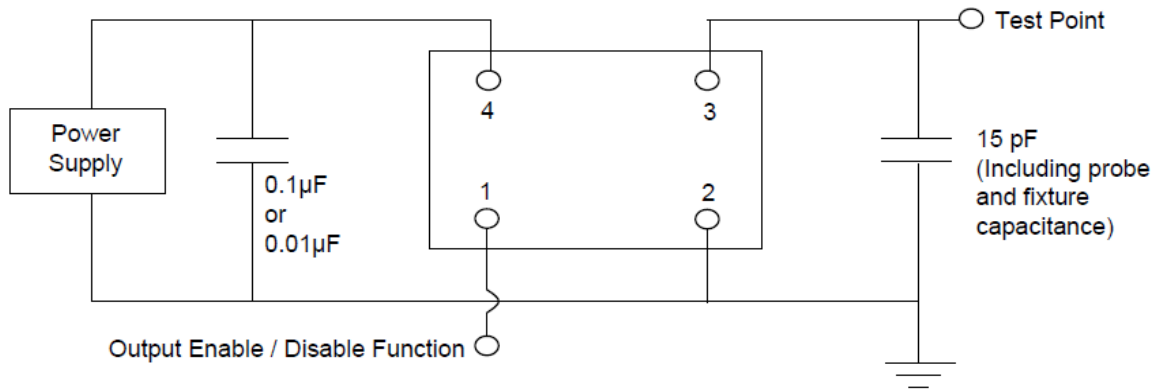 Test Point
4
3
Power
Supply
15 pF
(Including probe
and fixture
capacitance)
0.1µF
or
0.01µF
1
2
Output Enable / Disable Function